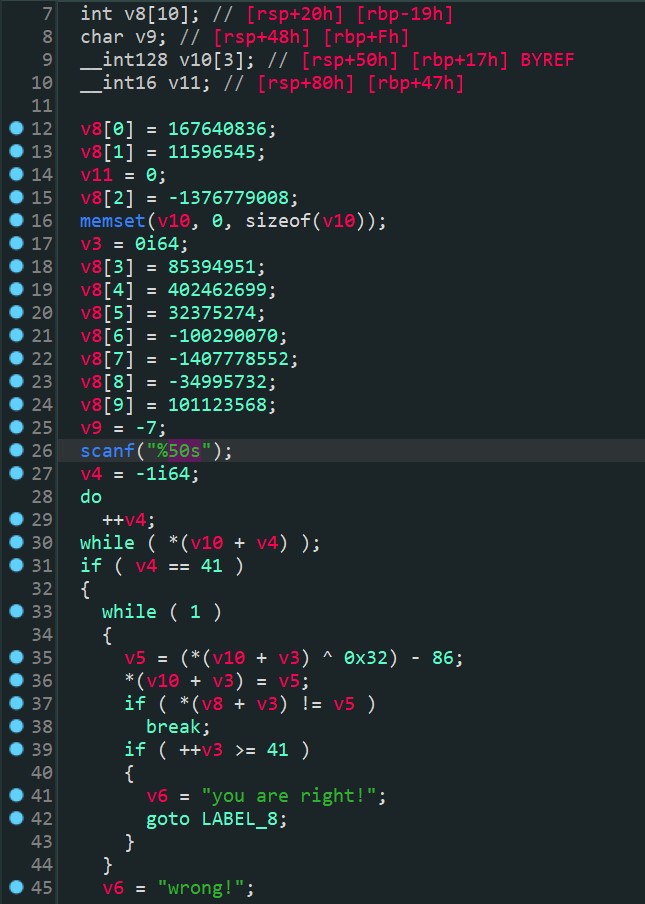 7 int v8[10]; // [rsp+20h] [rbp-19h]
8 char v9; // [rsp+48h] [rbp+Fh]
9 __int128 v10[3]; // [rsp+50h] [rbp+17h] BYREF
10 __int16 v11; // [rsp+80h] [rbp+47h]
11
12 v8[0] = 167640836;
13 v8[1] = 11596545;
14 v11 = 0;
15 v8[2] = -1376779008;
16 memset(v10, 0, sizeof(v10));
17 v3 = 0i64;
18 v8[3] = 85394951;
19 v8[4] = 402462699;
20 v8[5] = 32375274;
21 v8[6] = -100290070;
22 v8[7] = -1407778552;
23 v8[8] = -34995732;
24 v8[9] = 101123568;
25 v9 = -7;
26 scanf("%50s");
27 v4 = -1i64;
28 do
29 ++v4;
30 while ( *(v10 + v4) );
31 if ( v4 == 41 )
32 {
33 while ( 1 )
34 {
35 v5 = (*(v10 + v3) ^ 0x32) - 86;
36 *(v10 + v3) = v5;
37 if ( *(v8 + v3) != v5 )
38 break;
39 if ( ++v3 >= 41 )
40 {
41 v6 = "you are right!";
42 goto LABEL_8;
43 }
44 }
45 v6 = "wrong!";